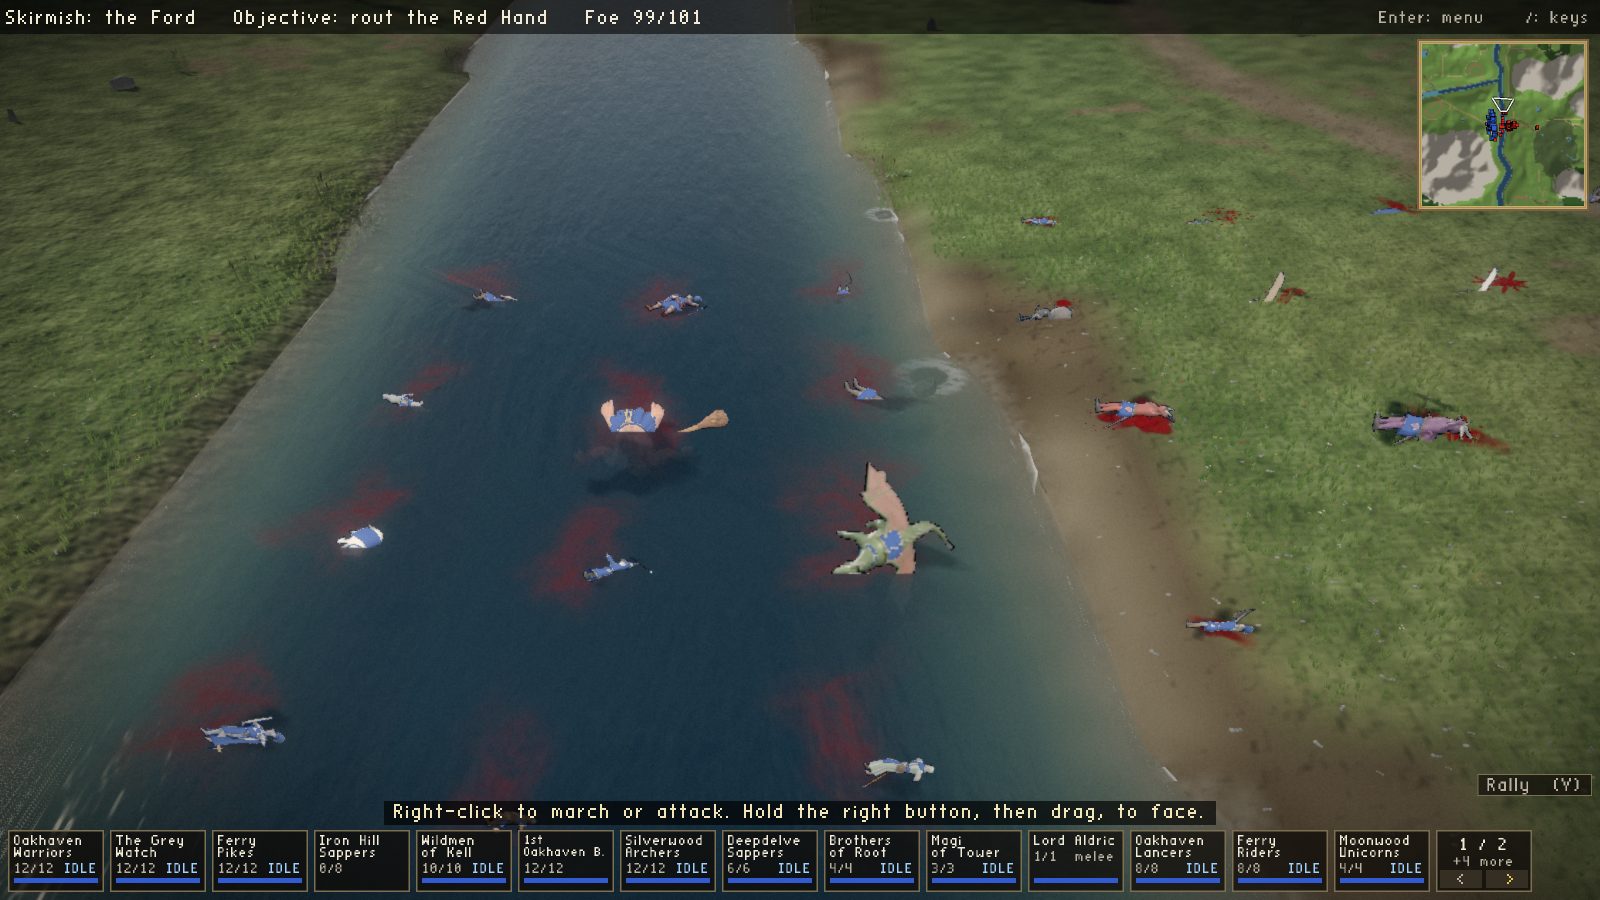 Skirmish: the Ford Objective: rout the Red Hand Foe 99/101
Enter: menu /: keys
Rally (Y)
Right-click to march or attack. Hold the right button, then drag, to face.
Oakhaven Warriors
12/12 IDLE
The Grey Watch
12/12 IDLE
Ferry Pikes
12/12 IDLE
Iron Hill Sappers
0/8
Wildmen of Kell
10/10 IDLE
1st Oakhaven B.
12/12
Silverwood Archers
12/12 IDLE
Deepdelve Sappers
6/6 IDLE
Brothers of Root
4/4 IDLE
Magi of Tower
3/3 IDLE
Lord Aldric
1/1 melee
Oakhaven Lancers
8/8 IDLE
Ferry Riders
8/8 IDLE
Moonwood Unicorns
4/4 IDLE
1 / 2
+4 more
< >